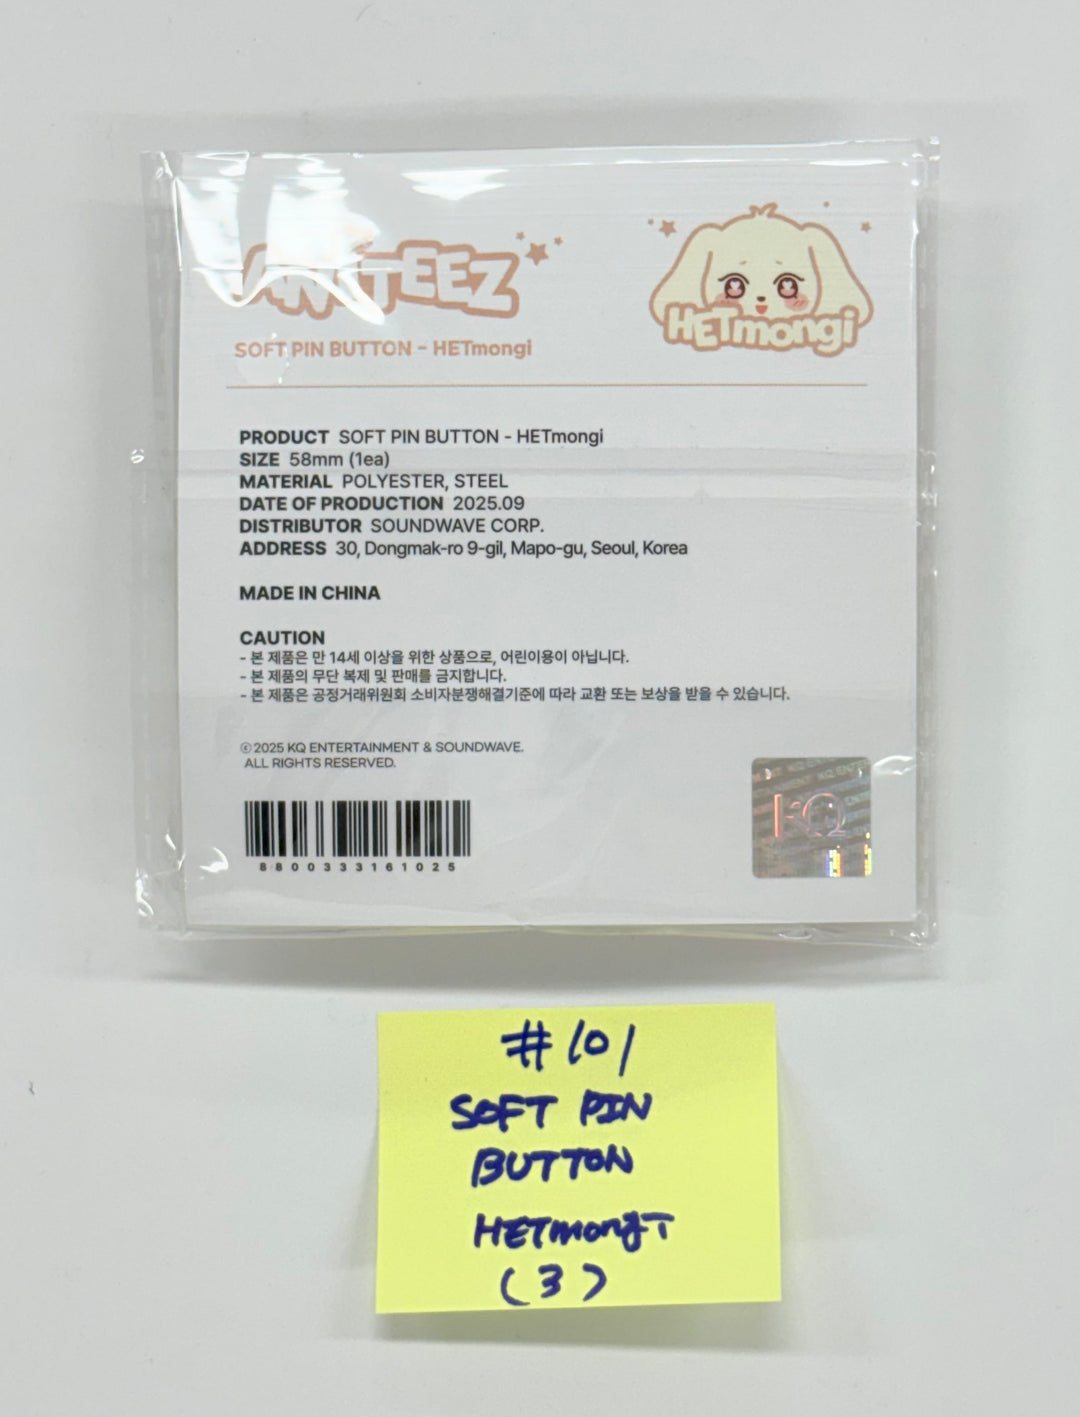 ANITEEZ
HETmongi
SOFT PIN BUTTON - HETmongi
PRODUCT SOFT PIN BUTTON - HETmongi
SIZE 58mm (1ea)
MATERIAL POLYESTER, STEEL
DATE OF PRODUCTION 2025.09
DISTRIBUTOR SOUNDWAVE CORP.
ADDRESS 30, Dongmak-ro 9-gil, Mapo-gu, Seoul, Korea
MADE IN CHINA
CAUTION
- 본 제품은 만 14세 이상을 위한 상품으로, 어린이용이 아닙니다.
- 본 제품의 무단 복제 및 판매를 금지합니다.
- 본 제품은 공정거래위원회 소비자분쟁해결기준에 따라 교환 또는 보상을 받을 수 있습니다.
ⓒ2025 KQ ENTERTAINMENT & SOUNDWAVE.
ALL RIGHTS RESERVED.
8800333161025
KQ
#101
SOFT PIN
BUTTON
HETmongI
(3)